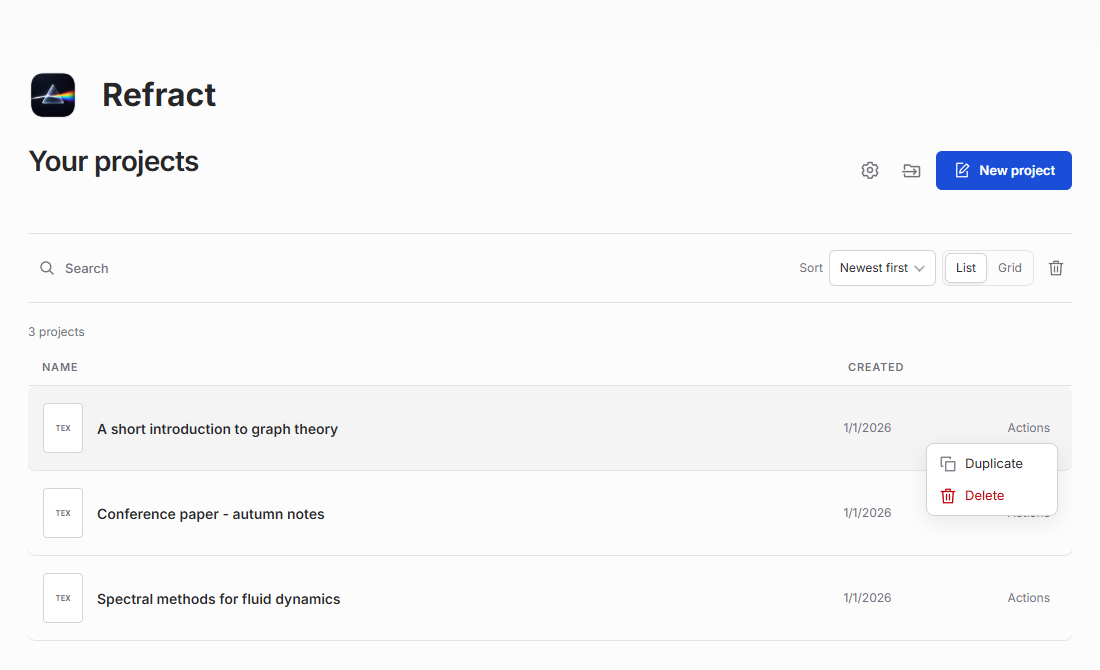 Refract
Your projects
New project
Search
Sort Newest first List Grid
3 projects
NAME CREATED
TEX A short introduction to graph theory 1/1/2026 Actions
Duplicate
Delete
TEX Conference paper - autumn notes 1/1/2026
TEX Spectral methods for fluid dynamics 1/1/2026 Actions